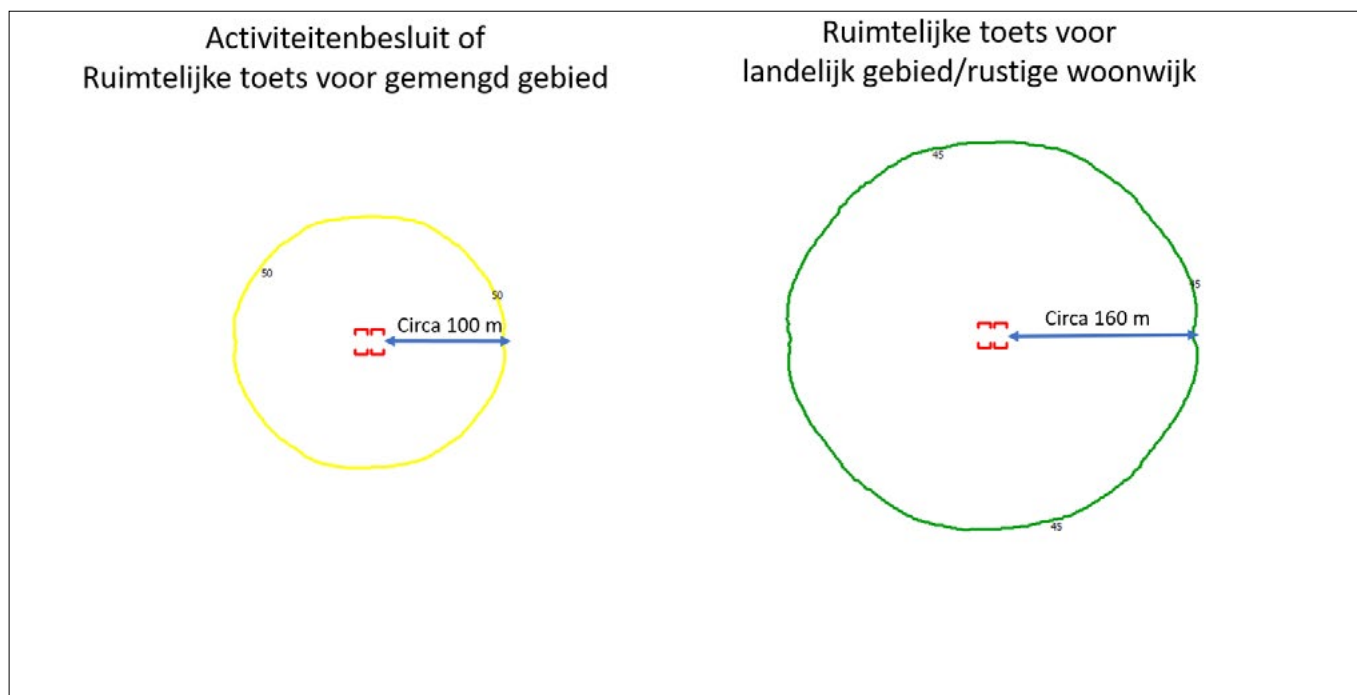 Activiteitenbesluit of
Ruimtelijke toets voor gemengd gebied
50
50
Circa 100 m
Ruimtelijke toets voor
landelijk gebied/rustige woonwijk
45
45
Circa 160 m
45